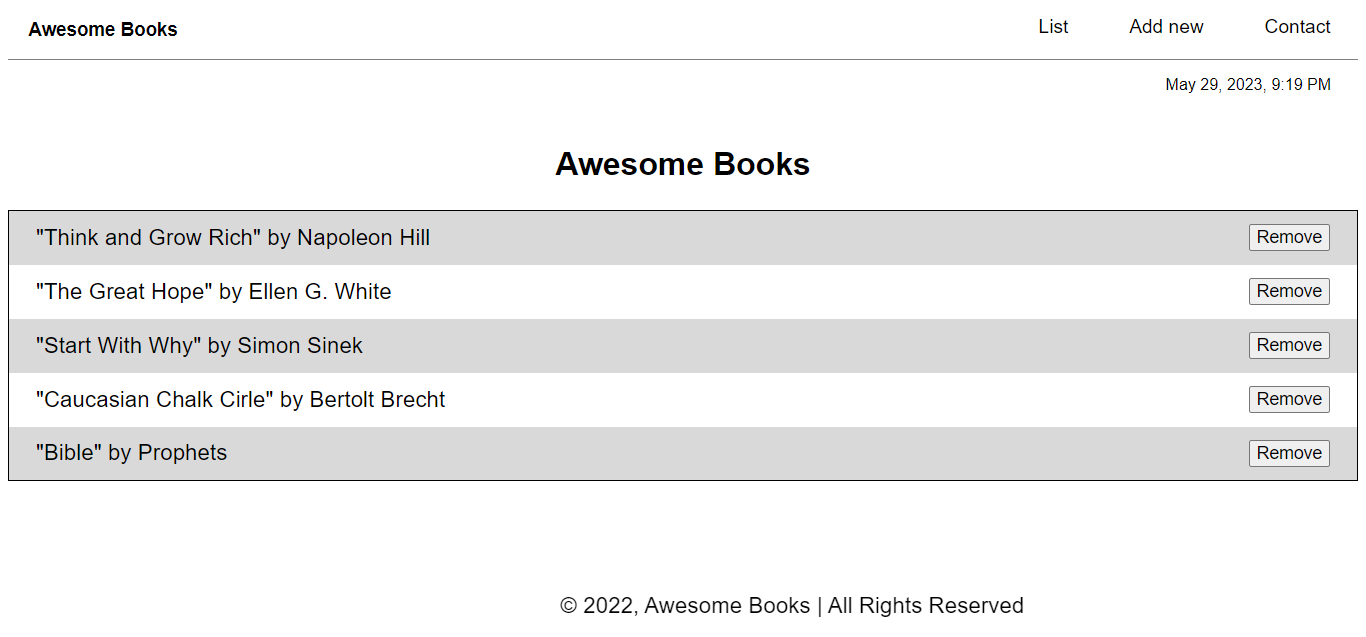 Awesome Books List Add new Contact
May 29, 2023, 9:19 PM
Awesome Books
"Think and Grow Rich" by Napoleon Hill Remove
"The Great Hope" by Ellen G. White Remove
"Start With Why" by Simon Sinek Remove
"Caucasian Chalk Cirle" by Bertolt Brecht Remove
"Bible" by Prophets Remove
© 2022, Awesome Books | All Rights Reserved